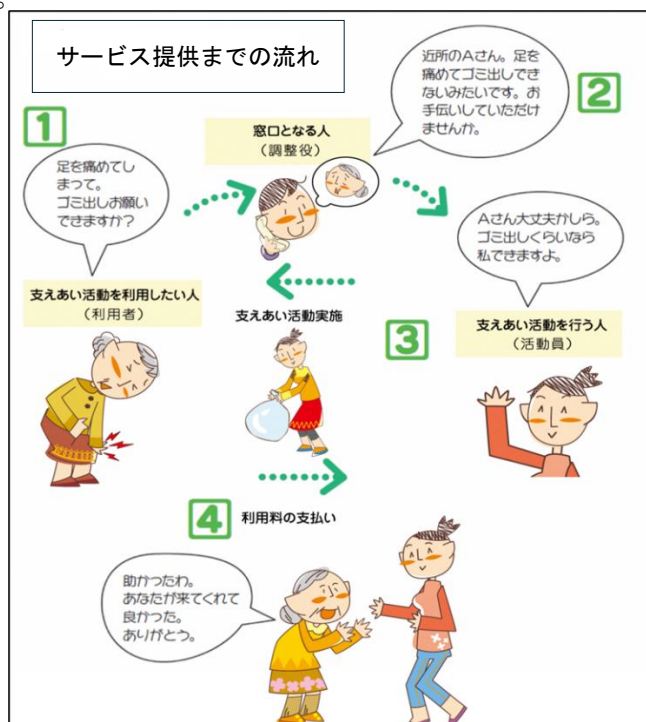 。
サービス提供までの流れ
1
足を痛めてし
まって。
ゴミ出しお願い
できますか？
支えあい活動を利用したい人
（利用者）
窓口となる人
（調整役）
近所のAさん。足を
痛めてゴミ出しでき
ないみたいです。お
手伝いしていただけ
ませんか。
2
Aさん大丈夫かしら。
ゴミ出しくらいなら
私できますよ。
支えあい活動実施
3
支えあい活動を行う人
（活動員）
4
利用料の支払い
助かつたわ。
あなたが来てくれて
良かった。
ありがとう。